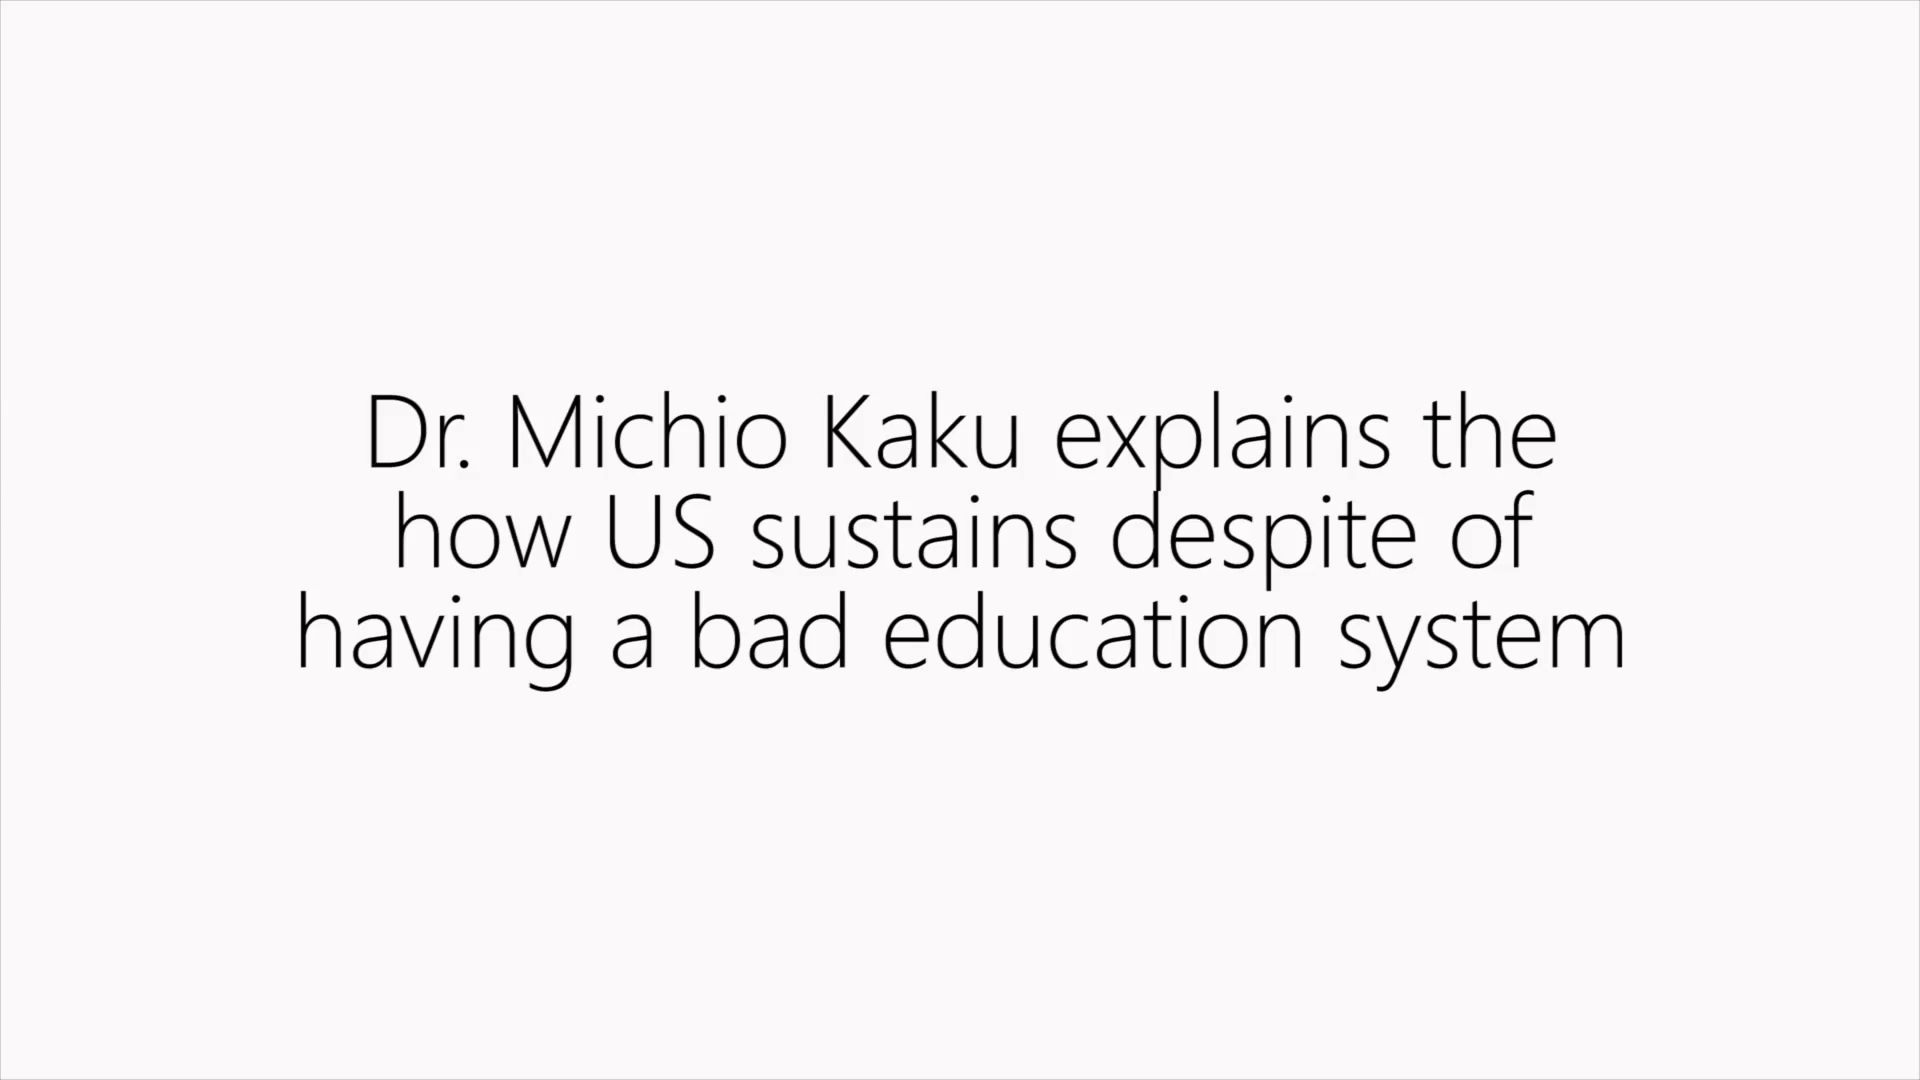 Dr. Michio Kaku explains the
how US sustains despite of
having a bad education system